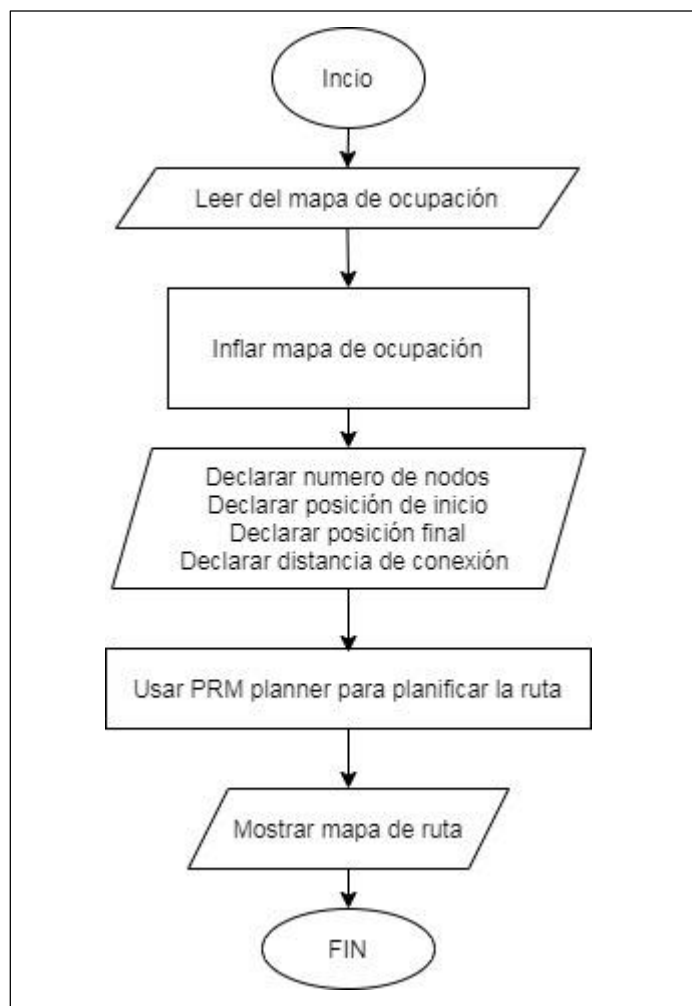 Incio
Leer del mapa de ocupación
Inflar mapa de ocupación
Declarar numero de nodos
Declarar posición de inicio
Declarar posición final
Declarar distancia de conexión
Usar PRM planner para planificar la ruta
Mostrar mapa de ruta
FIN